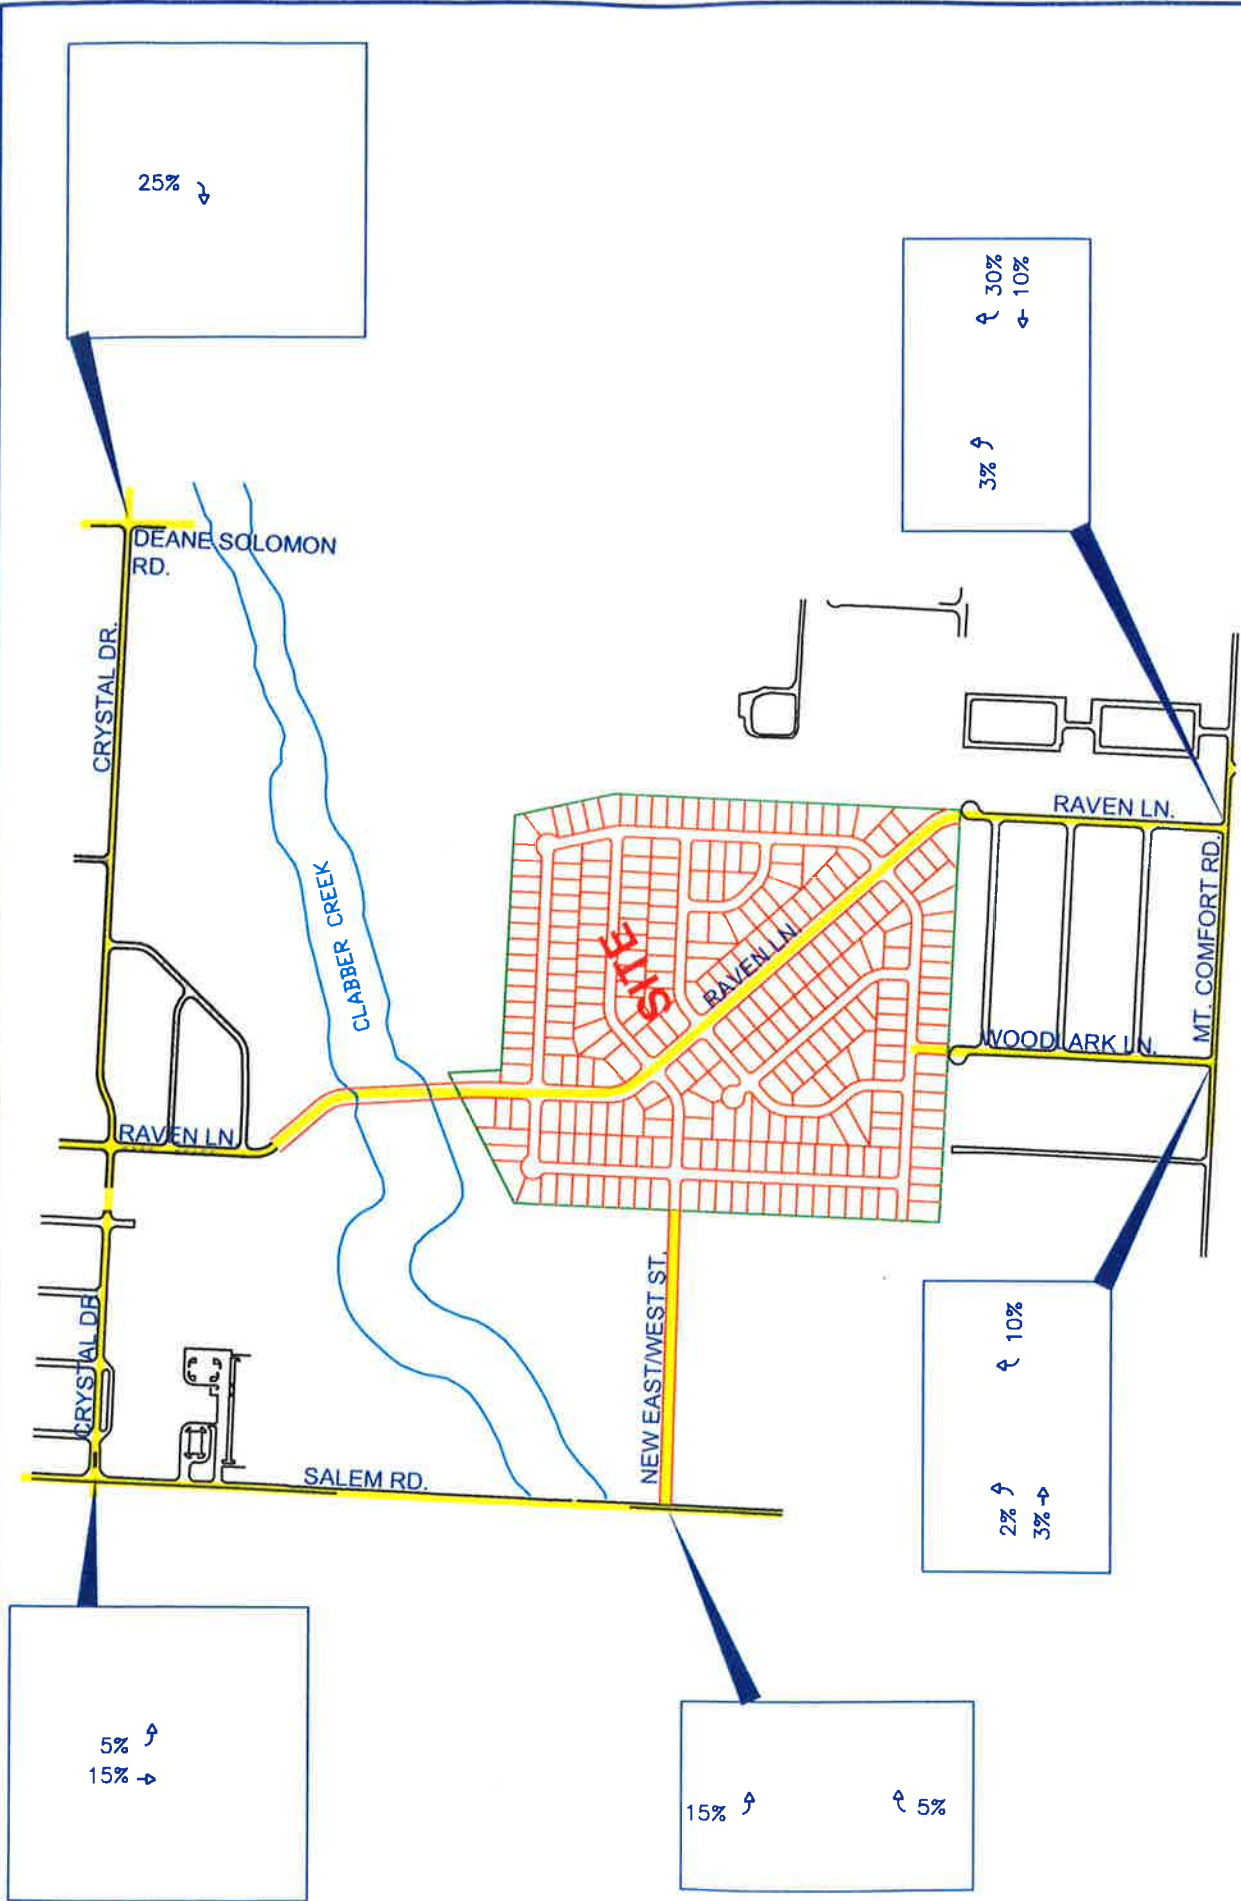 25%
30%
10%
3%
DEANE SOLOMON
RD.
CRYSTAL DR.
CLABBER CREEK
SITE
RAVEN LN.
RAVEN LN.
MT. COMFORT RD.
WOODLARK LN.
RAVEN LN.
CRYSTAL DR.
SALEM RD.
NEW EAST/WEST ST.
10%
2%
3%
5%
15%
15%
5%